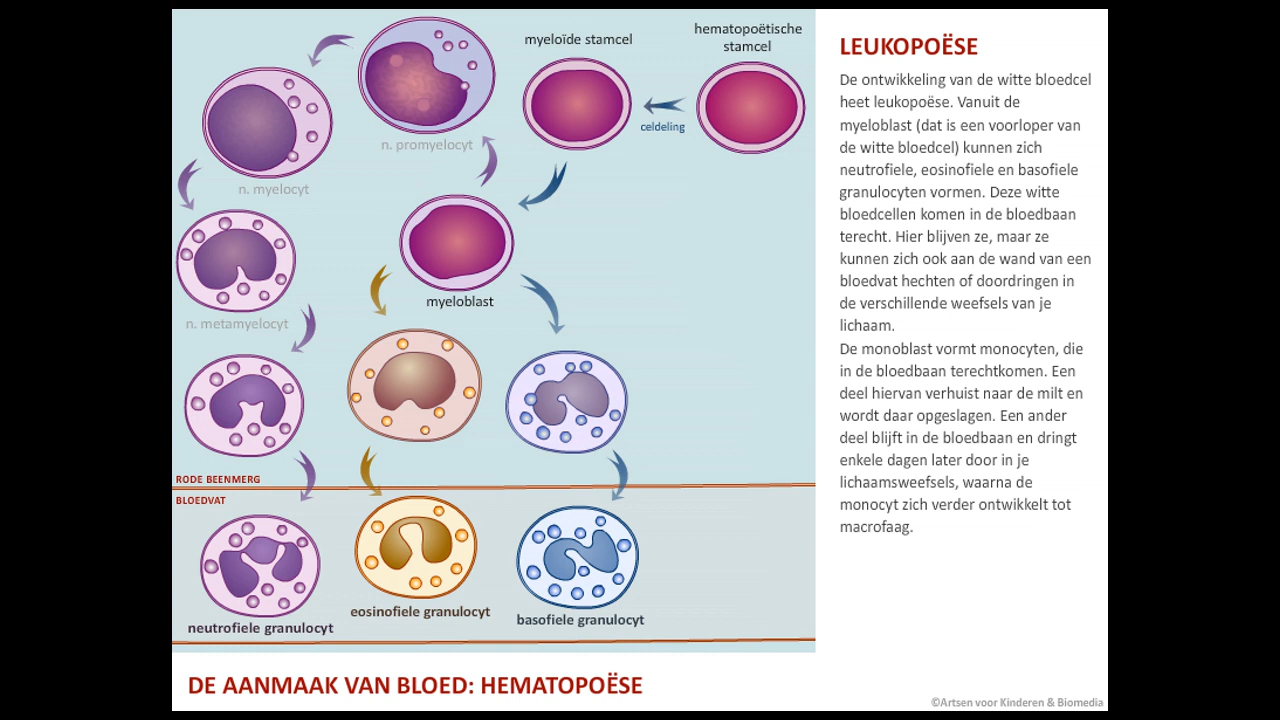 hematopoëtische
stamcel
myeloïde stamcel
celdeling
n. promyelocyt
n. myelocyt
myeloblast
n. metamyelocyt
RODE BEENMERG
BLOEDVAT
neutrofiele granulocyt
eosinofiele granulocyt
basofiele granulocyt
LEUKOPOËSE
De ontwikkeling van de witte bloedcel
heet leukopoëse. Vanuit de
myeloblast (dat is een voorloper van
de witte bloedcel) kunnen zich
neutrofiele, eosinofiele en basofiele
granulocyten vormen. Deze witte
bloedcellen komen in de bloedbaan
terecht. Hier blijven ze, maar ze
kunnen zich ook aan de wand van een
bloedvat hechten of doordringen in
de verschillende weefsels van je
lichaam.
De monoblast vormt monocyten, die
in de bloedbaan terechtkomen. Een
deel hiervan verhuist naar de milt en
wordt daar opgeslagen. Een ander
deel blijft in de bloedbaan en dringt
enkele dagen later door in je
lichaamsweefsels, waarna de
monocyt zich verder ontwikkelt tot
macrofaag.
DE AANMAAK VAN BLOED: HEMATOPOËSE
©Artsen voor Kinderen & Biomedia